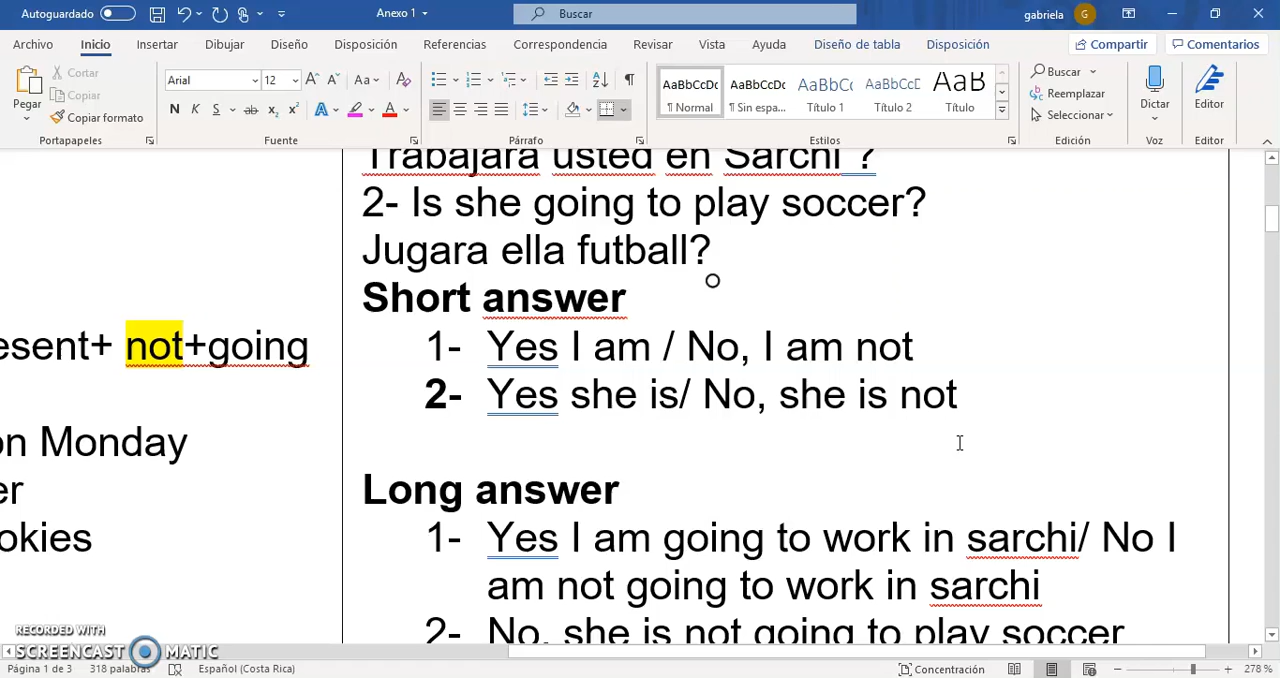 Autoguardado
Anexo 1
Buscar
gabriela
G
Archivo Inicio Insertar Dibujar Diseño Disposición Referencias Correspondencia Revisar Vista Ayuda Diseño de tabla Disposición
Compartir Comentarios
Pegar
Cortar
Copiar
Copiar formato
Portapapeles
Arial 12
N K S ab x₂ x²
Fuente
Párrafo
AaBbCcDc AaBbCcDc AaBbCc AaBbCcD AaB
¶ Normal ¶ Sin espa... Título 1 Título 2 Título
Estilos
Buscar
Reemplazar
Seleccionar
Edición
Dictar
Voz
Editor
Editor
Trabajara usted en Sarchi ?
2- Is she going to play soccer?
Jugara ella futball?
Short answer
1- Yes I am / No, I am not
2- Yes she is/ No, she is not
Long answer
1- Yes I am going to work in sarchi/ No I
am not going to work in sarchi
2- No, she is not going to play soccer
esent+ not+going
on Monday
er
ookies
RECORDED WITH
SCREENCAST MATIC
Página 1 de 3 318 palabras Español (Costa Rica)
Concentración
278 %